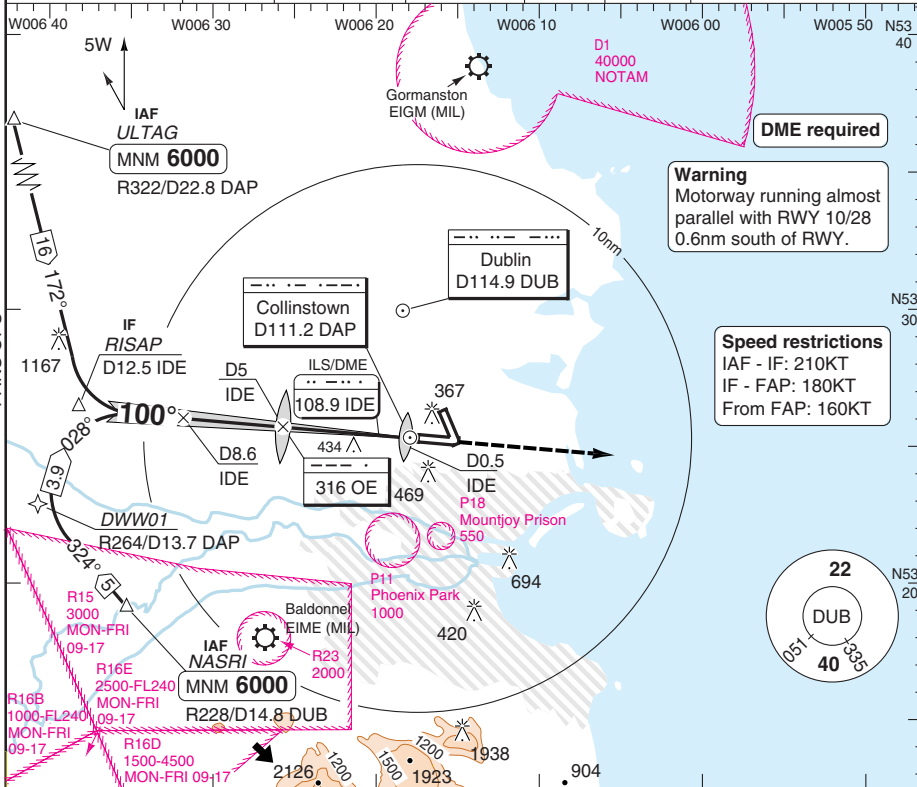 W006 40
W006 30
W006 20
W006 10
W006 00
W005 50
N53
40
5W
IAF
ULTAG
MNM 6000
R322/D22.8 DAP
Gormanston
EIGM (MIL)
D1
40000
NOTAM
DME required
Warning
Motorway running almost
parallel with RWY 10/28
0.6nm south of RWY.
10nm
Dublin
D114.9 DUB
Collinstown
D111.2 DAP
16
172°
N53
30
1167
IF
RISAP
D12.5 IDE
Speed restrictions
IAF - IF: 210KT
IF - FAP: 180KT
From FAP: 160KT
D5
IDE
ILS/DME
108.9 IDE
367
100°
028°
D8.6
IDE
434
316 OE
469
D0.5
IDE
3.9
DWW01
R264/D13.7 DAP
P18
Mountjoy Prison
550
324°
5
694
P11
Phoenix Park
1000
420
N53
20
22
DUB
051
335
40
R15
3000
MON-FRI
09-17
Baldonnel
EIME (MIL)
IAF
NASRI
MNM 6000
R228/D14.8 DUB
R23
2000
R16E
2500-FL240
MON-FRI
09-17
R16B
1000-FL240
MON-FRI
09-17
R16D
1500-4500
MON-FRI 09-17
2126
1200
1500
1200
1923
1938
904